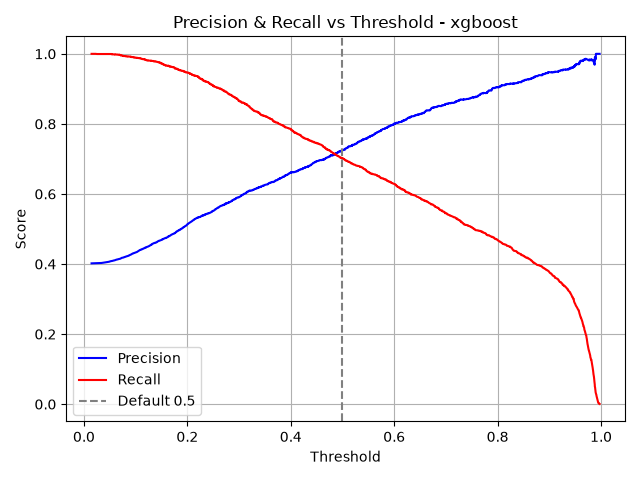 Precision & Recall vs Threshold - xgboost
Score
1.0
0.8
0.6
0.4
0.2
0.0
Precision
Recall
Default 0.5
0.0 0.2 0.4 0.6 0.8 1.0
Threshold